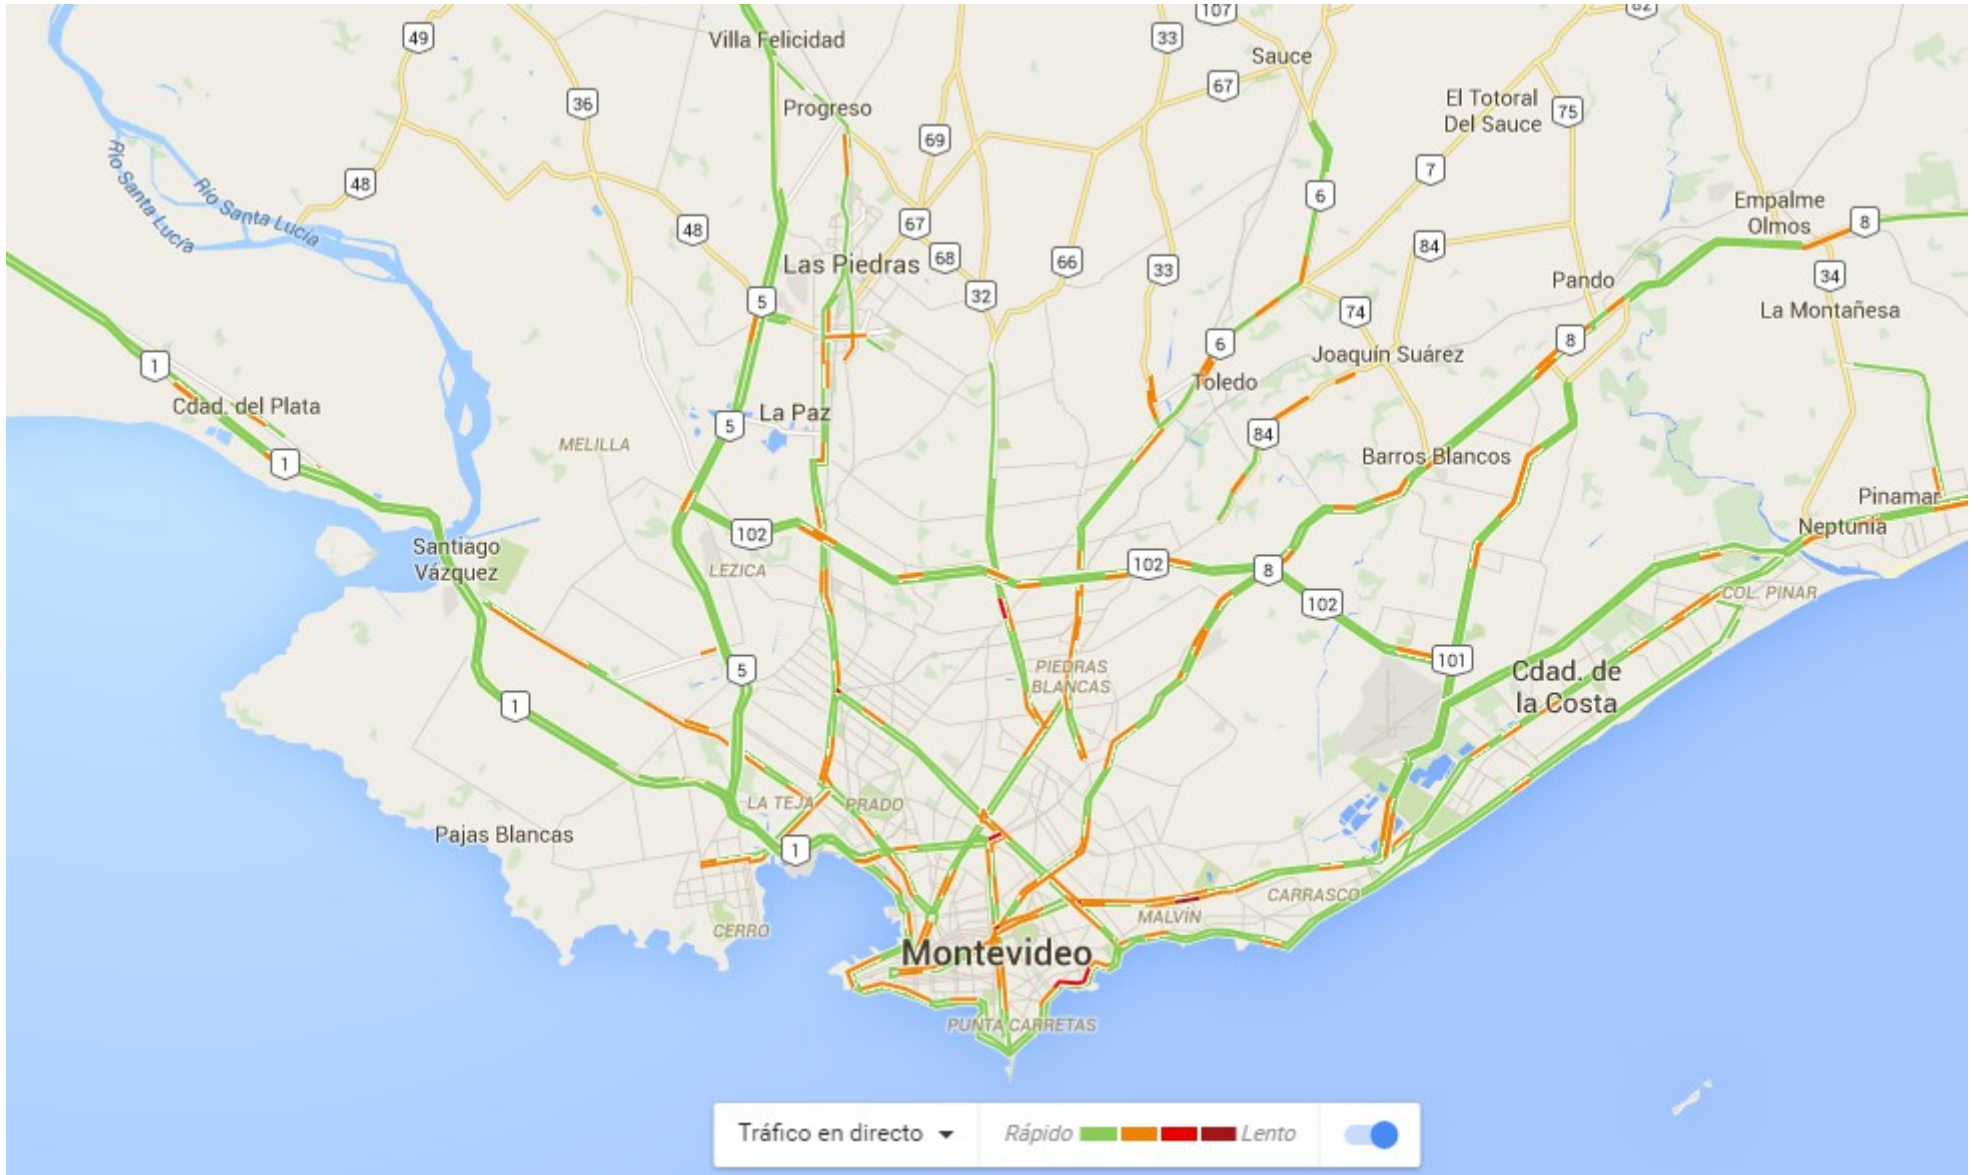 107
82
49
Villa Felicidad
33
Sauce
67
36
Progreso
El Totoral
Del Sauce
75
69
48
7
6
Río Santa Lucía
Río Santa Lucía
Empalme
Olmos
8
67
48
84
Las Piedras
68
66
33
34
Pando
5
32
74
La Montañesa
6
8
Joaquín Suárez
1
Toledo
Cdad. del Plata
La Paz
5
84
MELILLA
Barros Blancos
1
Pinamar
Neptunia
102
Santiago
Vázquez
LEZICA
102
8
102
COL. PINAR
5
PIEDRAS
BLANCAS
101
Cdad. de
la Costa
1
LA TEJA
PRADO
Pajas Blancas
1
CARRASCO
MALVÍN
CERRO
Montevideo
PUNTA CARRETAS
Tráfico en directo
Rápido
Lento